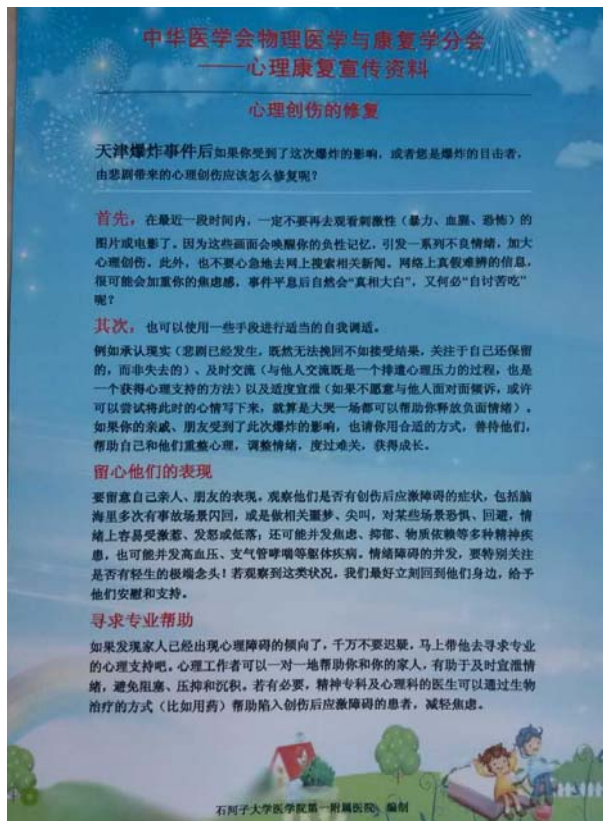 中华医学会物理医学与康复学分会
——心理康复宣传资料
心理创伤的修复
天津爆炸事件后如果你受到了这次爆炸的影响，或者您是爆炸的目击者，
由悲剧带来的心理创伤应该怎么修复呢？
首先，在最近一段时间内，一定不要再去观看刺激性（暴力、血腥、恐怖）的
图片或电影了。因为这些画面会唤醒你的负性记忆，引发一系列不良情绪，加大
心理创伤。此外，也不要心急地去网上搜索相关新闻。网络上真假难辨的信息，
很可能会加重你的焦虑感，事件平息后自然会“真相大白”，又何必“自讨苦吃”
呢？
其次，也可以使用一些手段进行适当的自我调适。
例如承认现实（悲剧已经发生，既然无法挽回不如接受结果，关注于自己还保留
的，而非失去的）、及时交流（与他人交流既是一个排遣心理压力的过程，也是
一个获得心理支持的方法）以及适度宣泄（如果不愿意与他人面对面倾诉，或许
可以尝试将此时的心情写下来，就算是大哭一场都可以帮助你释放负面情绪）。
如果你的亲戚、朋友受到了此次爆炸的影响，也请你用合适的方式，善待他们，
帮助自己和他们重整心理，调整情绪，度过难关，获得成长。
留心他们的表现
要留意自己亲人、朋友的表现，观察他们是否有创伤后应激障碍的症状，包括脑
海里多次有事故场景闪回，或是做相关噩梦、尖叫，对某些场景恐惧、回避，情
绪上容易受激惹、发怒或低落；还可能并发焦虑、抑郁、物质依赖等多种精神疾
患，也可能并发高血压、支气管哮喘等躯体疾病。情绪障碍的并发，要特别关注
是否有轻生的极端念头！若观察到这类状况，我们最好立刻回到他们身边，给予
他们安慰和支持。
寻求专业帮助
如果发现家人已经出现心理障碍的倾向了，千万不要迟疑，马上带他去寻求专业
的心理支持吧。心理工作者可以一对一地帮助你和你的家人，有助于及时宣泄情
绪，避免阻塞、压抑和沉积。若有必要，精神专科及心理科的医生可以通过生物
治疗的方式（比如用药）帮助陷入创伤后应激障碍的患者，减轻焦虑。
石河子大学医学院第一附属医院 编制